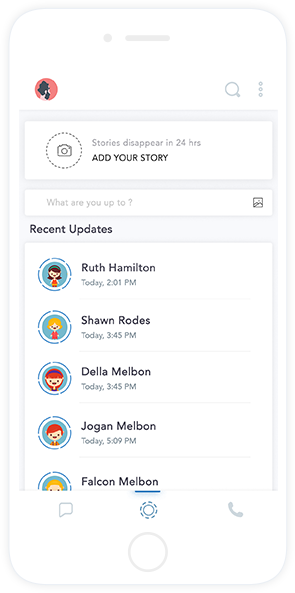 Stories disappear in 24 hrs
ADD YOUR STORY
What are you up to ?
Recent Updates
Ruth Hamilton
Today, 2:01 PM
Shawn Rodes
Today, 3:45 PM
Della Melbon
Today, 3:45 PM
Jogan Melbon
Today, 5:09 PM
Falcon Melbon